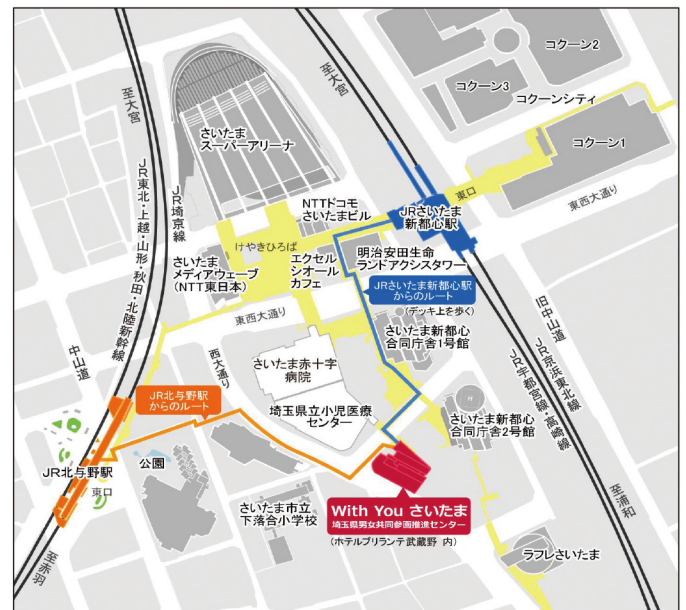 至大宮
至大宮
コクーン2
コクーン3
コクーンシティ
コクーン1
さいたま
スーパーアリーナ
JR東北・上越・山形・秋田・北陸新幹線
JR埼京線
NTTドコモ
さいたまビル
東口
JRさいたま
新都心駅
東西大通り
けやきひろば
さいたま
メディアウェーブ
(NTT東日本)
エクセル
シオール
カフェ
明治安田生命
ランドアクシスタワー
JRさいたま新都心駅
からのルート
(デッキ上を歩く)
東西大通り
さいたま新都心
合同庁舎1号館
旧中山道
JR京浜東北線
JR宇都宮線・高崎線
中山道
西大通り
さいたま赤十字
病院
JR北与野駅
からのルート
埼玉県立小児医療
センター
さいたま新都心
合同庁舎2号館
H
JR北与野駅
東口
公園
さいたま市立
下落合小学校
With You さいたま
埼玉県男女共同参画推進センター
(ホテルブリランテ武蔵野 内)
至浦和
ラフレさいたま
至赤羽